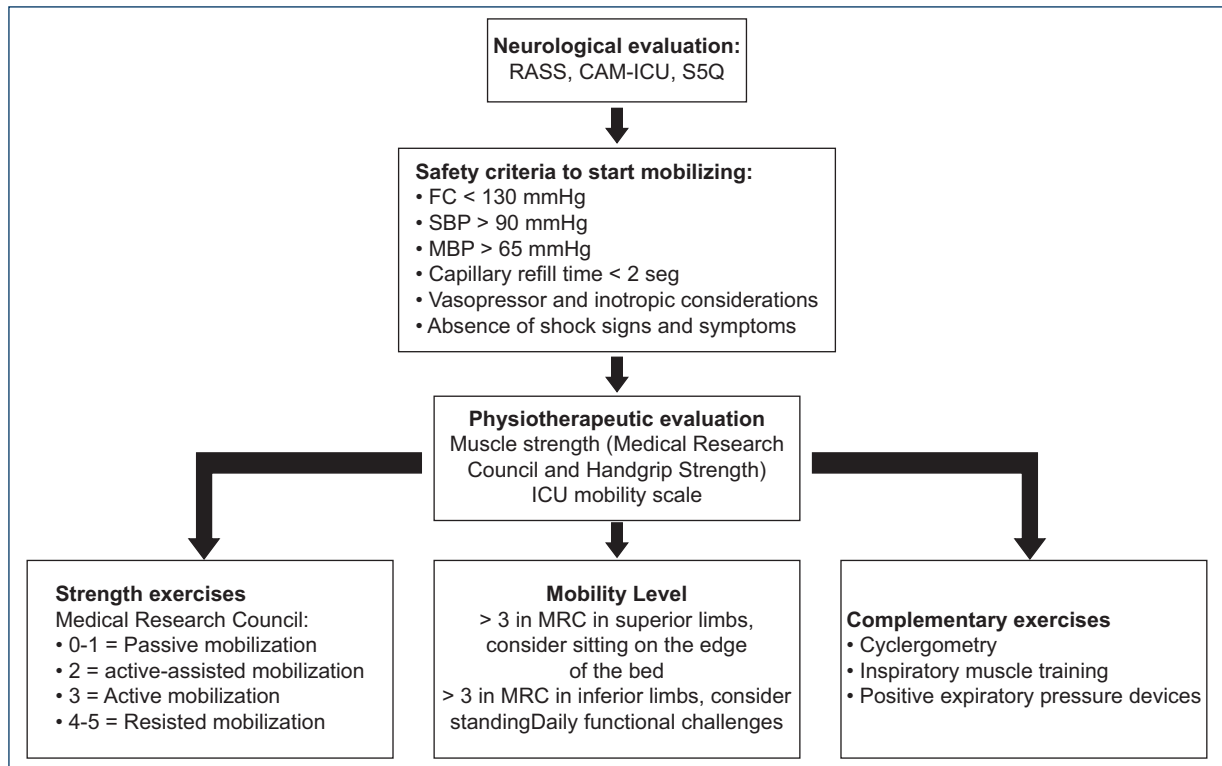 Neurological evaluation:
RASS, CAM-ICU, S5Q
Safety criteria to start mobilizing:
• FC < 130 mmHg
• SBP > 90 mmHg
• MBP > 65 mmHg
• Capillary refill time < 2 seg
• Vasopressor and inotropic considerations
• Absence of shock signs and symptoms
Physiotherapeutic evaluation
Muscle strength (Medical Research
Council and Handgrip Strength)
ICU mobility scale
Strength exercises
Medical Research Council:
• 0-1 = Passive mobilization
• 2 = active-assisted mobilization
• 3 = Active mobilization
• 4-5 = Resisted mobilization
Mobility Level
> 3 in MRC in superior limbs,
consider sitting on the edge
of the bed
> 3 in MRC in inferior limbs, consider
standingDaily functional challenges
Complementary exercises
• Cyclergometry
• Inspiratory muscle training
• Positive expiratory pressure devices